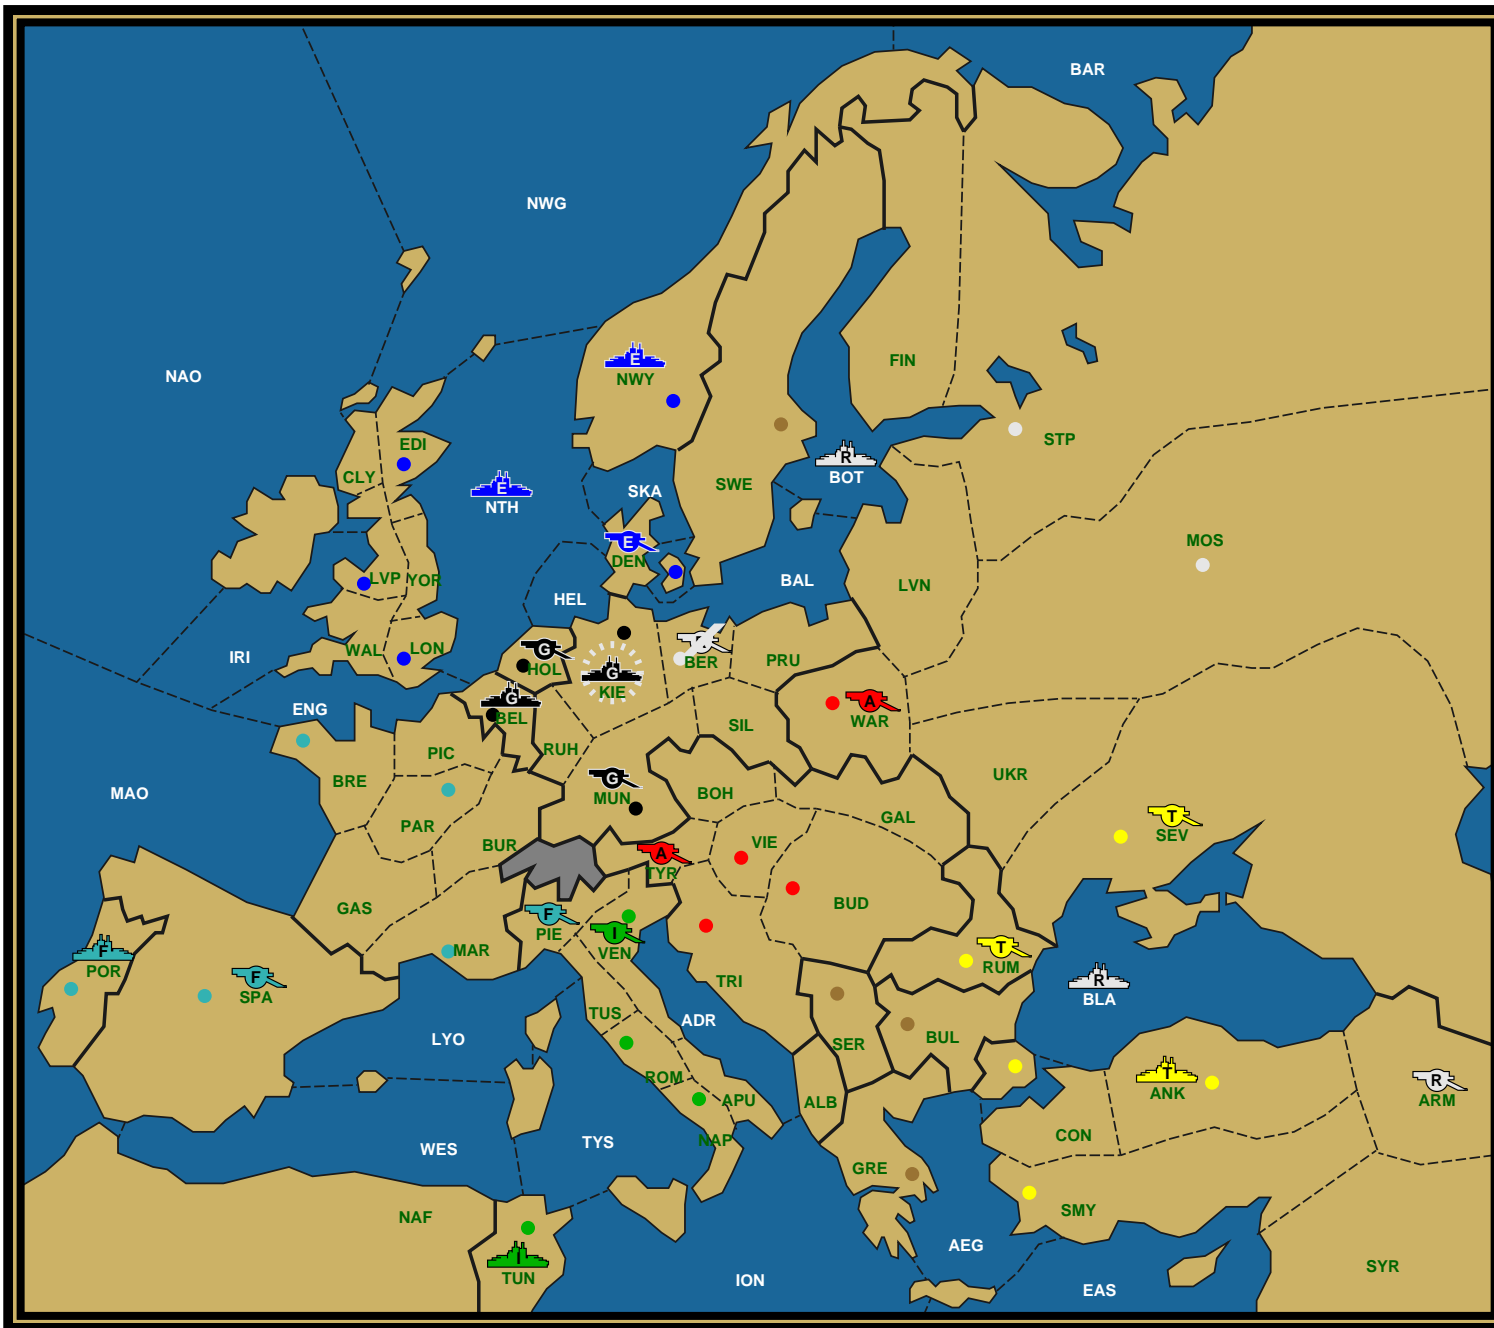 BAR
NWG
NAO
E
NWY
FIN
EDI
CLY
STP
R
BOT
E
NTH
SKA
SWE
MOS
E
DEN
LVP
YOR
HEL
BAL
LVN
IRI
WAL
LON
G
HOL
G
KIE
BER
PRU
ENG
G
BEL
A
WAR
SIL
PIC
RUH
BRE
MAO
G
MUN
BOH
UKR
PAR
GAL
T
SEV
BUR
VIE
A
TYR
GAS
BUD
F
PIE
I
VEN
F
POR
MAR
T
RUM
F
SPA
TRI
R
BLA
TUS
ADR
LYO
SER
BUL
ROM
APU
ALB
T
ANK
R
ARM
WES
TYS
NAP
CON
GRE
NAF
SMY
AEG
I
TUN
ION
EAS
SYR